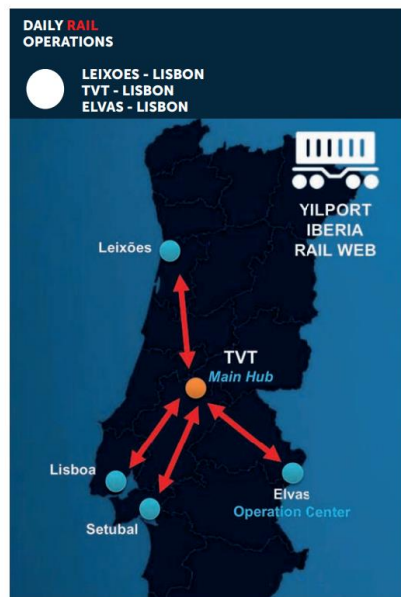 DAILY RAIL
OPERATIONS
LEIXOES - LISBON
TVT - LISBON
ELVAS - LISBON
YILPORT
IBERIA
RAIL WEB
Leixões
TVT
Main Hub
Lisboa
Setubal
Elvas
Operation Center